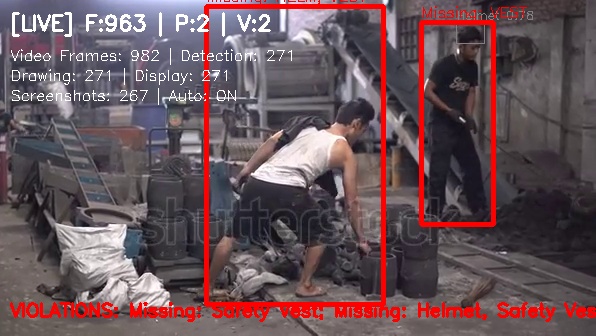 [LIVE] F:963 | P:2 | V:2
Video Frames: 982 | Detection: 271
Drawing: 271 | Display: 271
Screenshots: 267 | Auto: ON
Missing:
Helmet 0.78
shutterstock
VIOLATIONS: Missing: Safety Vest; Missing: Helmet, Safety Ves